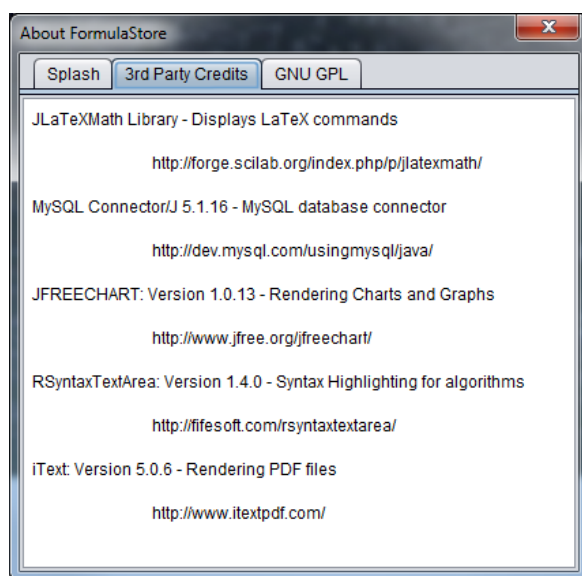 About FormulaStore
Splash 3rd Party Credits GNU GPL
JLaTeXMath Library - Displays LaTeX commands
http://forge.scilab.org/index.php/p/jlatexmath/
MySQL Connector/J 5.1.16 - MySQL database connector
http://dev.mysql.com/usingmysql/java/
JFREECHART: Version 1.0.13 - Rendering Charts and Graphs
http://www.jfree.org/jfreechart/
RSyntaxTextArea: Version 1.4.0 - Syntax Highlighting for algorithms
http://fifesoft.com/rsyntaxtextarea/
iText: Version 5.0.6 - Rendering PDF files
http://www.itextpdf.com/